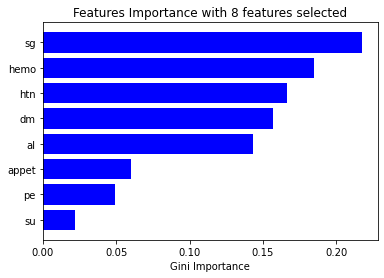 Features Importance with 8 features selected
sg
hemo
htn
dm
al
appet
pe
su
0.00 0.05 0.10 0.15 0.20
Gini Importance